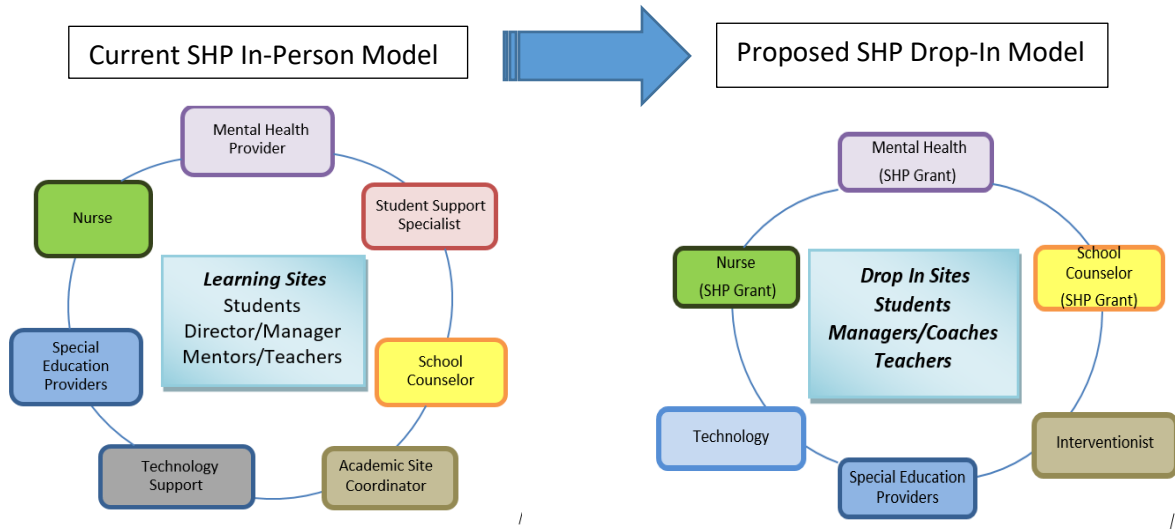 Current SHP In-Person Model
Proposed SHP Drop-In Model
Mental Health
Provider
Student Support
Specialist
School
Counselor
Academic Site
Coordinator
Technology
Support
Special
Education
Providers
Nurse
Learning Sites
Students
Director/Manager
Mentors/Teachers
/
Mental Health
(SHP Grant)
School
Counselor
(SHP Grant)
Interventionist
Special Education
Providers
Technology
Nurse
(SHP Grant)
Drop In Sites
Students
Managers/Coaches
Teachers
/